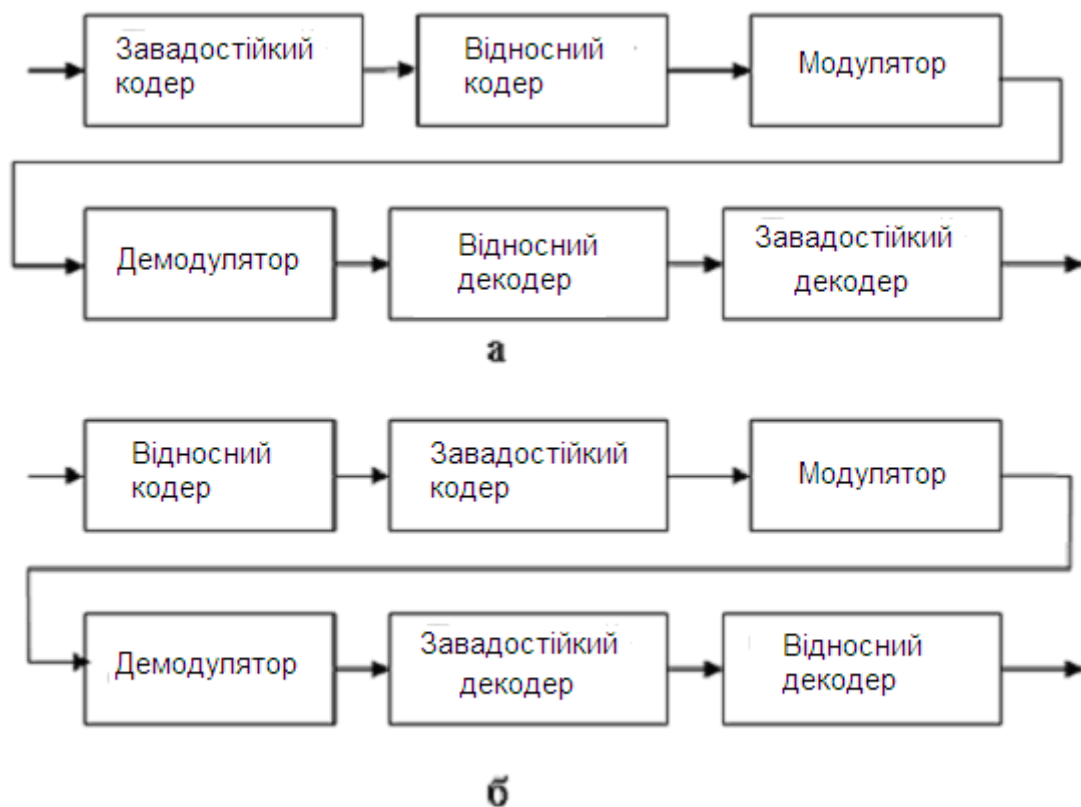 Завадостійкий
кодер
Відносний
кодер
Модулятор
Демодулятор
Відносний
декодер
Завадостійкий
декодер
а
Відносний
кодер
Завадостійкий
кодер
Модулятор
Демодулятор
Завадостійкий
декодер
Відносний
декодер
б